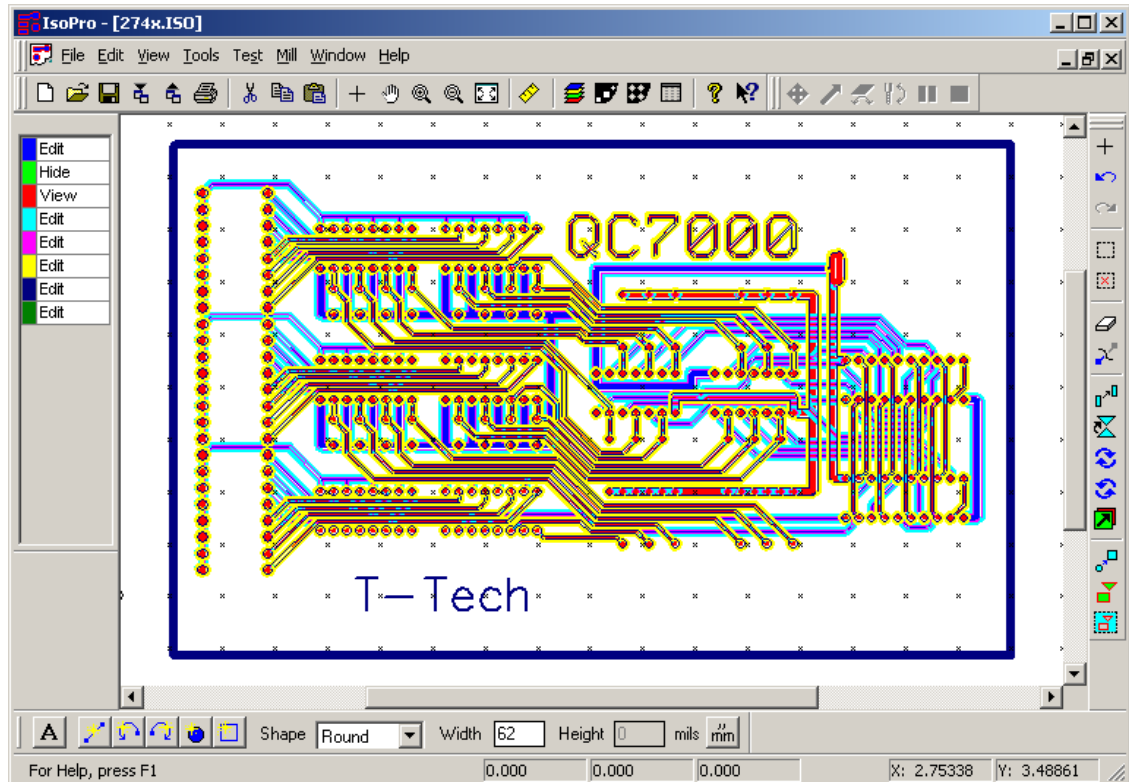 IsoPro - [274x.ISO]
File Edit View Tools Test Mill Window Help
Edit
Hide
View
Edit
Edit
Edit
Edit
Edit
QC7000
T-Tech
A Shape Round Width 62 Height 0 mils " mm
For Help, press F1 0.000 0.000 0.000 X: 2.75338 Y: 3.48861